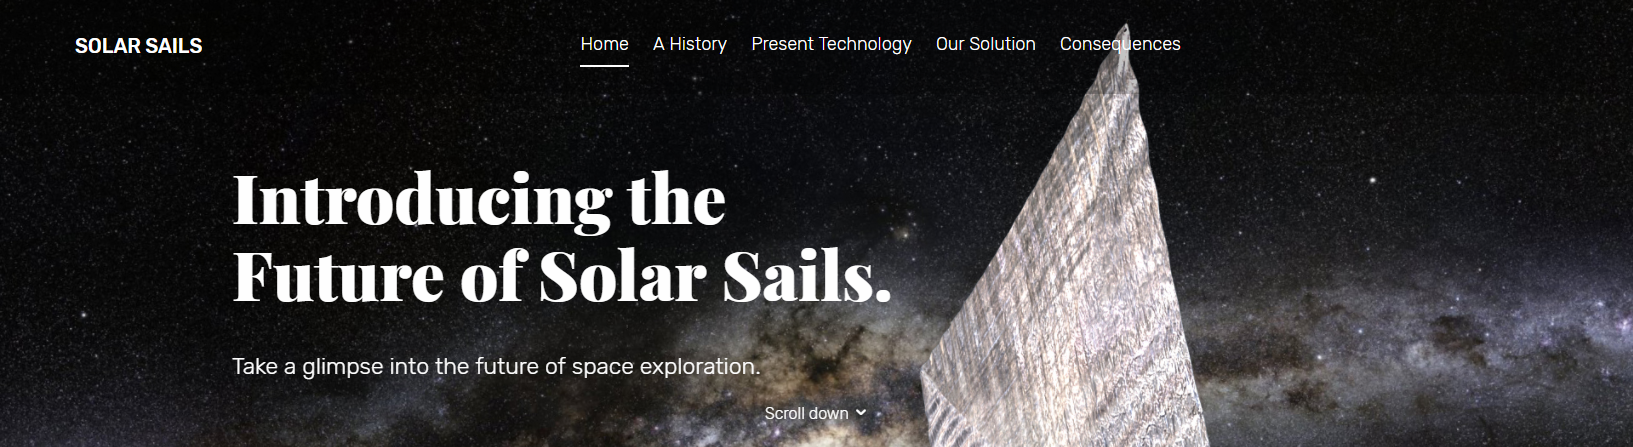 SOLAR SAILS
Home A History Present Technology Our Solution Consequences
Introducing the
Future of Solar Sails.
Take a glimpse into the future of space exploration.
Scroll down